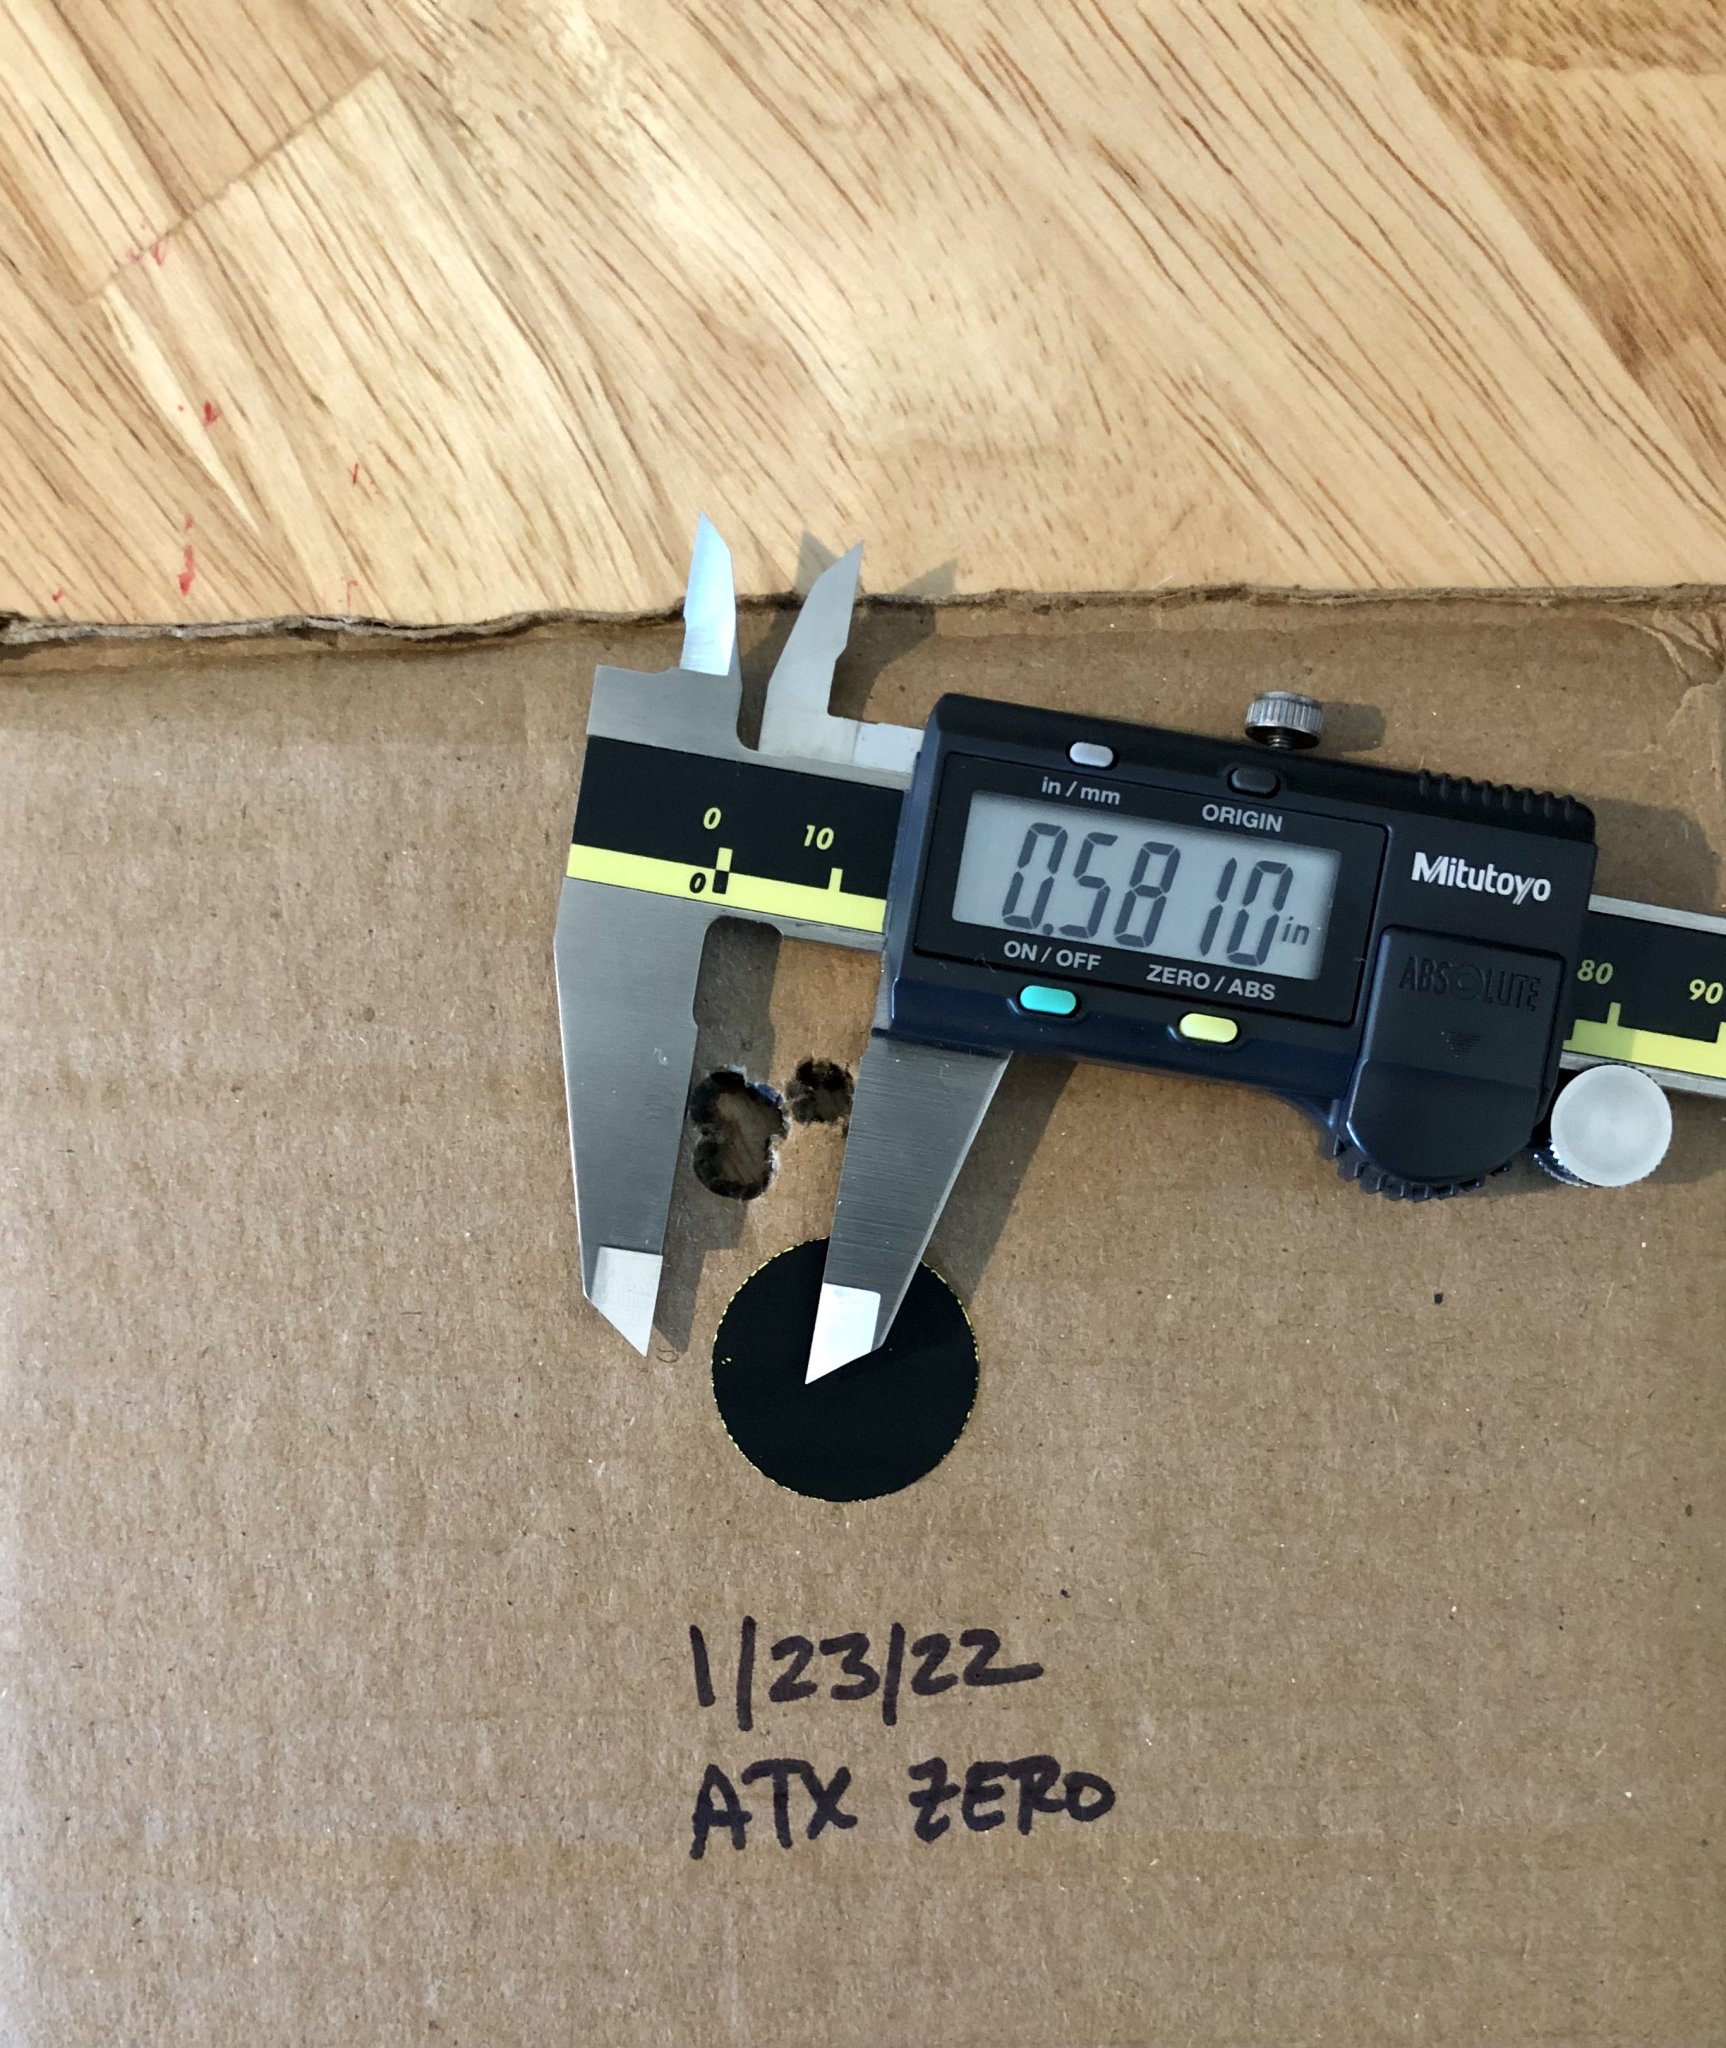 in / mm
ORIGIN
0 10
0
0.5810 in
Mitutoyo
ON / OFF
ZERO / ABS
ABSOLUTE
80 90
1/23/22
ATX ZERO